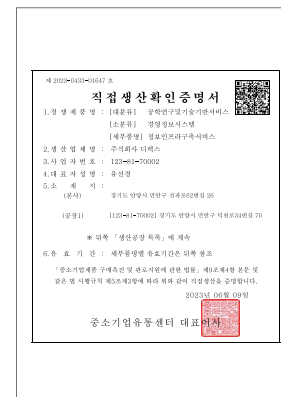 제 2023-0433-01647 호
직접생산확인증명서
1.경쟁제품명 : [대분류] 공학연구및기술기반서비스
[소분류] 경영정보시스템
[세부품명] 정보인프라구축서비스
2.생산업체명 : 주식회사 디렉스
3.사업자번호 : 123-81-70002
4.대표자성명 : 유선정
5.소 재 지 :
(본사) 경기도 안양시 만안구 전파로62번길 26
(공장1) [123-81-70002] 경기도 안양시 만안구 덕천로34번길 70
※ 뒤쪽 「생산공장 목록」에 계속
6.유 효 기 간 : 세부품명별 유효기간은 뒤쪽 참조
「중소기업제품 구매촉진 및 판로지원에 관한 법률」제9조제4항 본문 및
같은 법 시행규칙 제5조제3항에 따라 위와 같이 직접생산을 증명합니다.
2023년 06월 09일
중소기업유통센터 대표이사